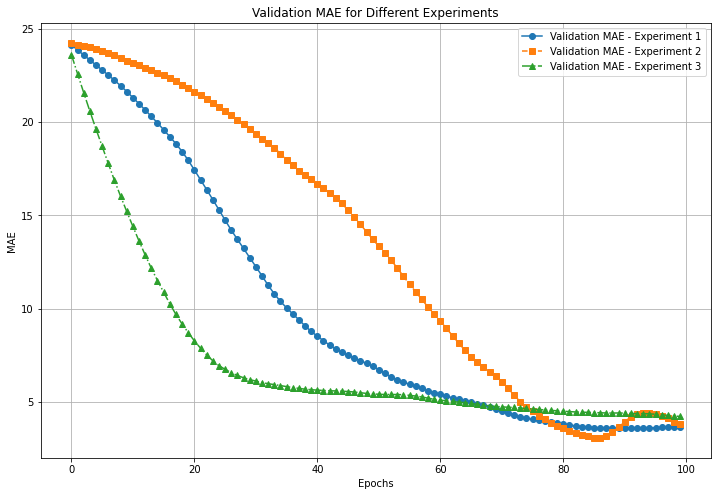 Validation MAE for Different Experiments
25
20
15
10
5
MAE
Validation MAE - Experiment 1
Validation MAE - Experiment 2
Validation MAE - Experiment 3
0
20
40
60
80
100
Epochs